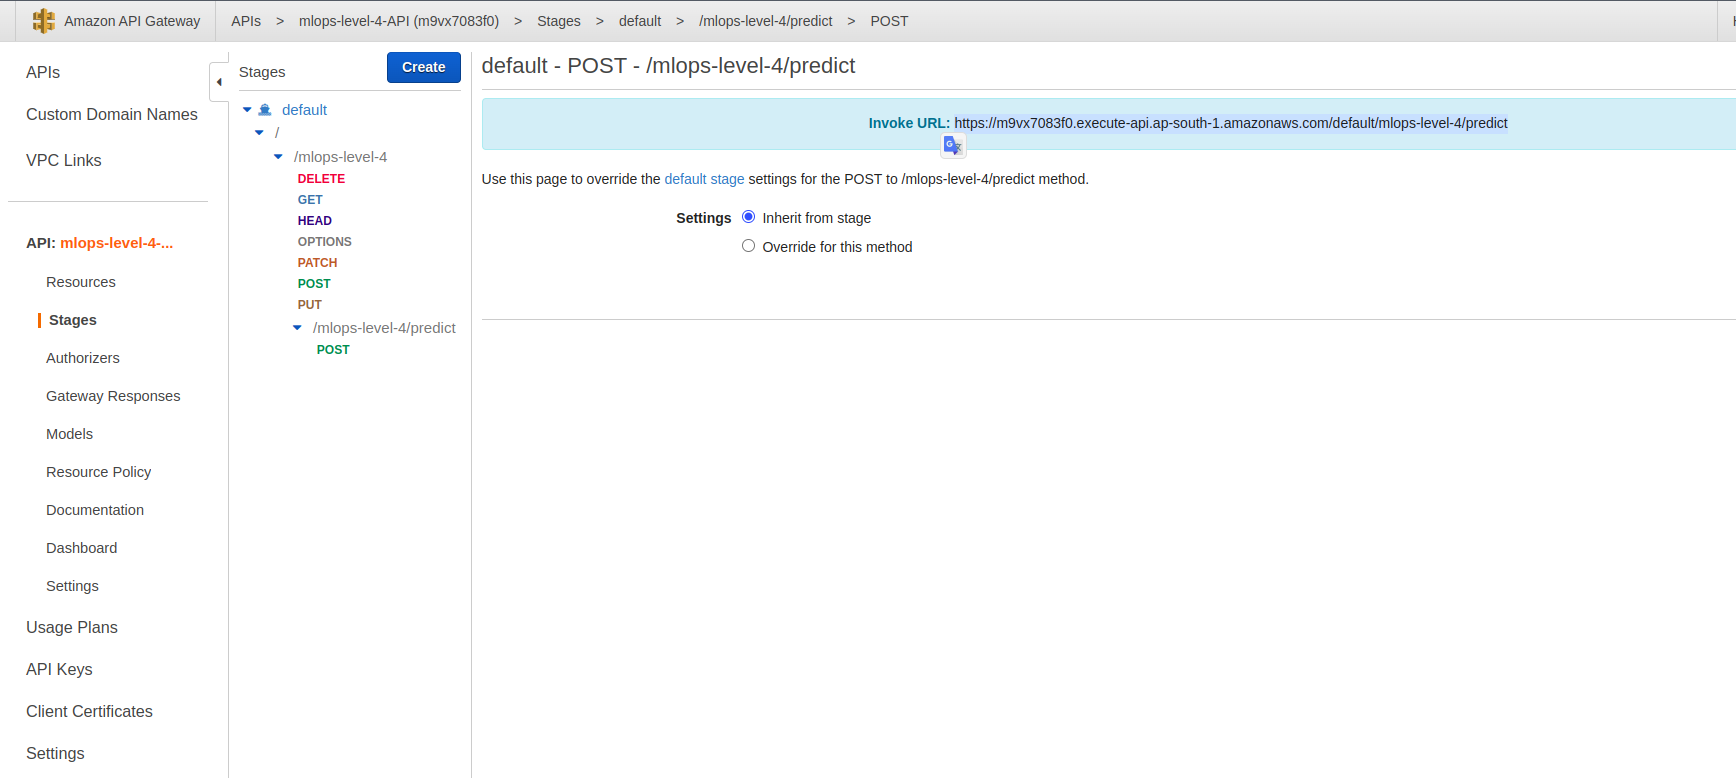 Amazon API Gateway
APIs > mlops-level-4-API (m9vx7083f0) > Stages > default > /mlops-level-4/predict > POST
APIs
Custom Domain Names
VPC Links
API: mlops-level-4-...
Resources
Stages
Authorizers
Gateway Responses
Models
Resource Policy
Documentation
Dashboard
Settings
Usage Plans
API Keys
Client Certificates
Settings
Stages
Create
default
/
/mlops-level-4
DELETE
GET
HEAD
OPTIONS
PATCH
POST
PUT
/mlops-level-4/predict
POST
default - POST - /mlops-level-4/predict
Invoke URL: https://m9vx7083f0.execute-api.ap-south-1.amazonaws.com/default/mlops-level-4/predict
Use this page to override the default stage settings for the POST to /mlops-level-4/predict method.
Settings
Inherit from stage
Override for this method